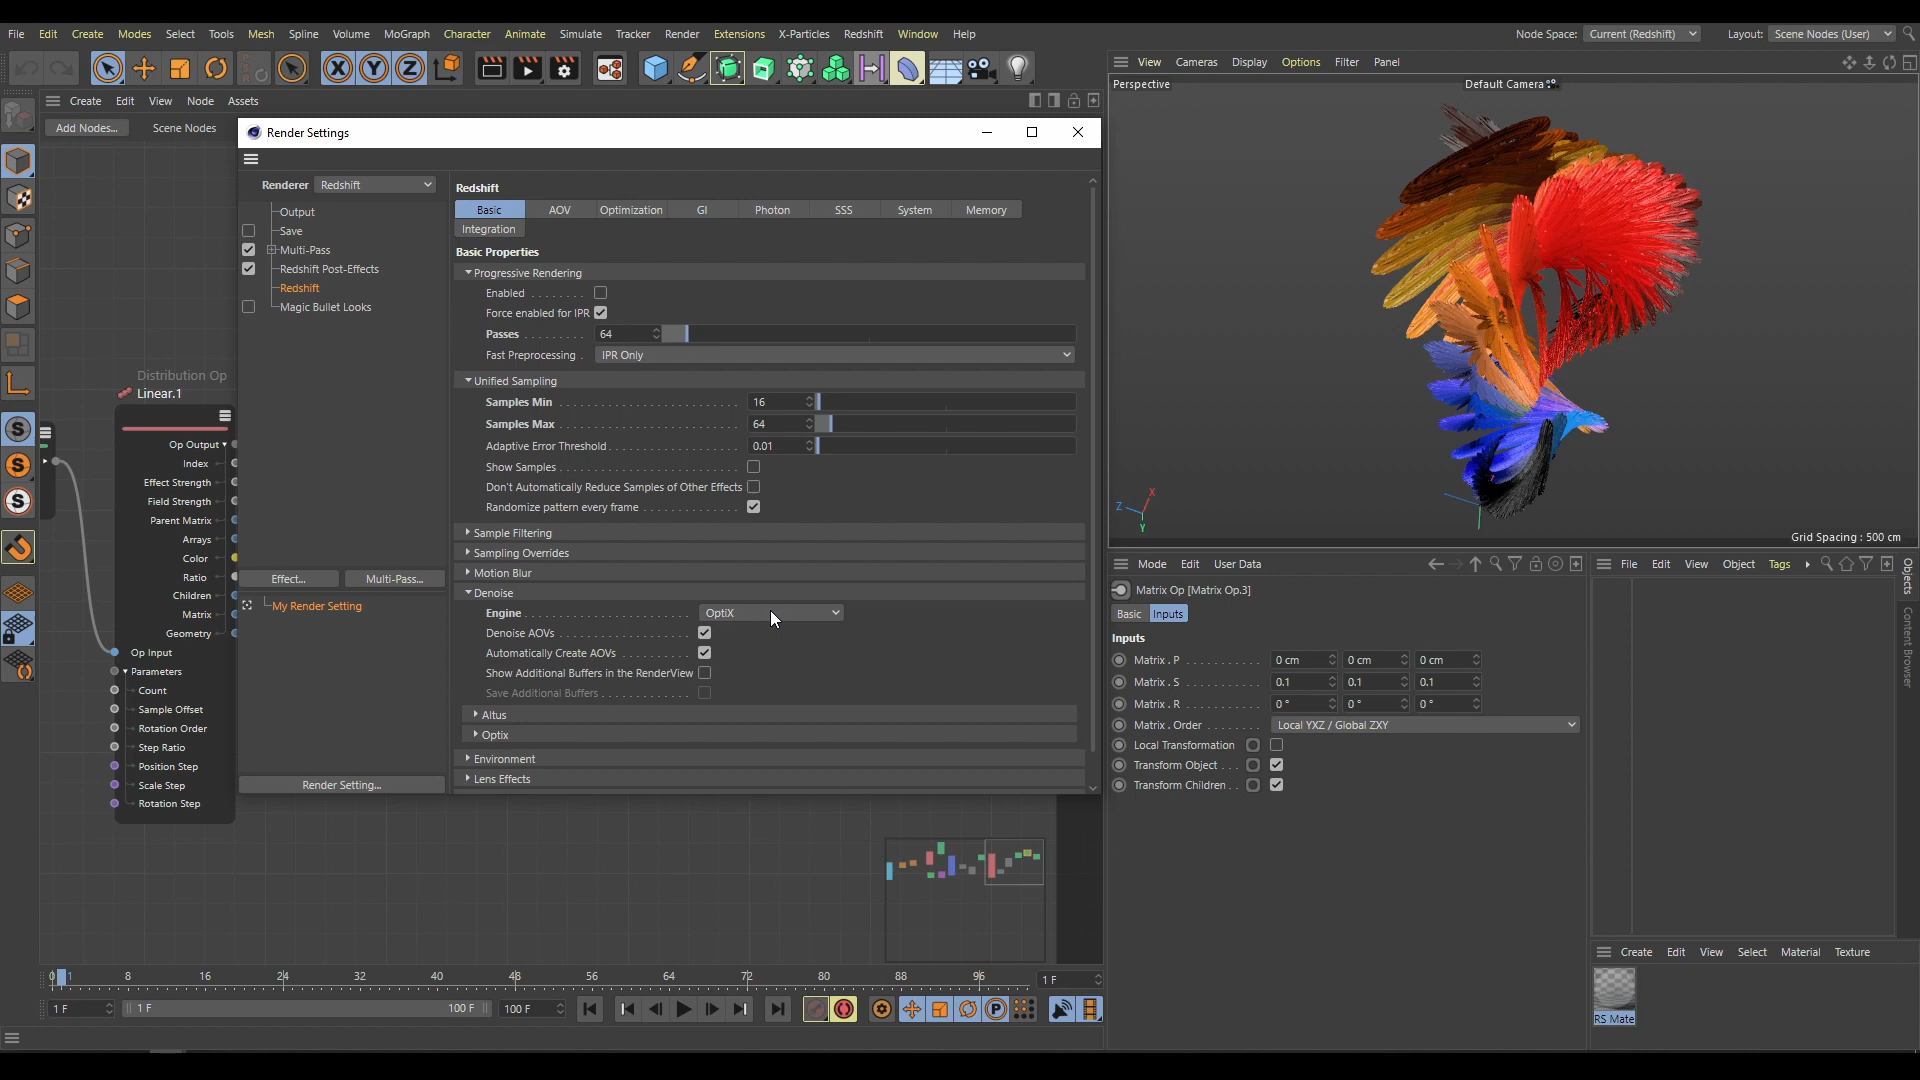 File Edit Create Modes Select Tools Mesh Spline Volume MoGraph Character Animate Simulate Tracker Render Extensions X-Particles Redshift Window Help
Node Space: Current (Redshift) Layout: Scene Nodes (User)
X Y Z
Create Edit View Node Assets
Add Nodes... Scene Nodes
Distribution Op
Linear.1
Op Output
Index
Effect Strength
Field Strength
Parent Matrix
Arrays
Color
Ratio
Children
Matrix
Geometry
Op Input
Parameters
Count
Sample Offset
Rotation Order
Step Ratio
Position Step
Scale Step
Rotation Step
Render Settings
Renderer Redshift
Output
Save
Multi-Pass
Redshift Post-Effects
Redshift
Magic Bullet Looks
Effect... Multi-Pass...
My Render Setting
Render Setting...
Redshift
Basic AOV Optimization GI Photon SSS System Memory
Integration
Basic Properties
Progressive Rendering
Enabled
Force enabled for IPR
Passes 64
Fast Preprocessing IPR Only
Unified Sampling
Samples Min 16
Samples Max 64
Adaptive Error Threshold 0.01
Show Samples
Don't Automatically Reduce Samples of Other Effects
Randomize pattern every frame
Sample Filtering
Sampling Overrides
Motion Blur
Denoise
Engine OptiX
Denoise AOVs
Automatically Create AOVs
Show Additional Buffers in the RenderView
Save Additional Buffers
Altus
Optix
Environment
Lens Effects
View Cameras Display Options Filter Panel
Perspective Default Camera
X
Z
Y
Grid Spacing : 500 cm
Mode Edit User Data
Matrix Op [Matrix Op.3]
Basic Inputs
Inputs
Matrix . P 0 cm 0 cm 0 cm
Matrix . S 0.1 0.1 0.1
Matrix . R 0 ° 0 ° 0 °
Matrix . Order Local YXZ / Global ZXY
Local Transformation
Transform Object
Transform Children
File Edit View Object Tags
Objects
Content Browser
Create Edit View Select Material Texture
RS Mate
0 1 8 16 24 32 40 48 56 64 72 80 88 96 1 F
1 F 1 F 100 F 100 F
P
S
S
S